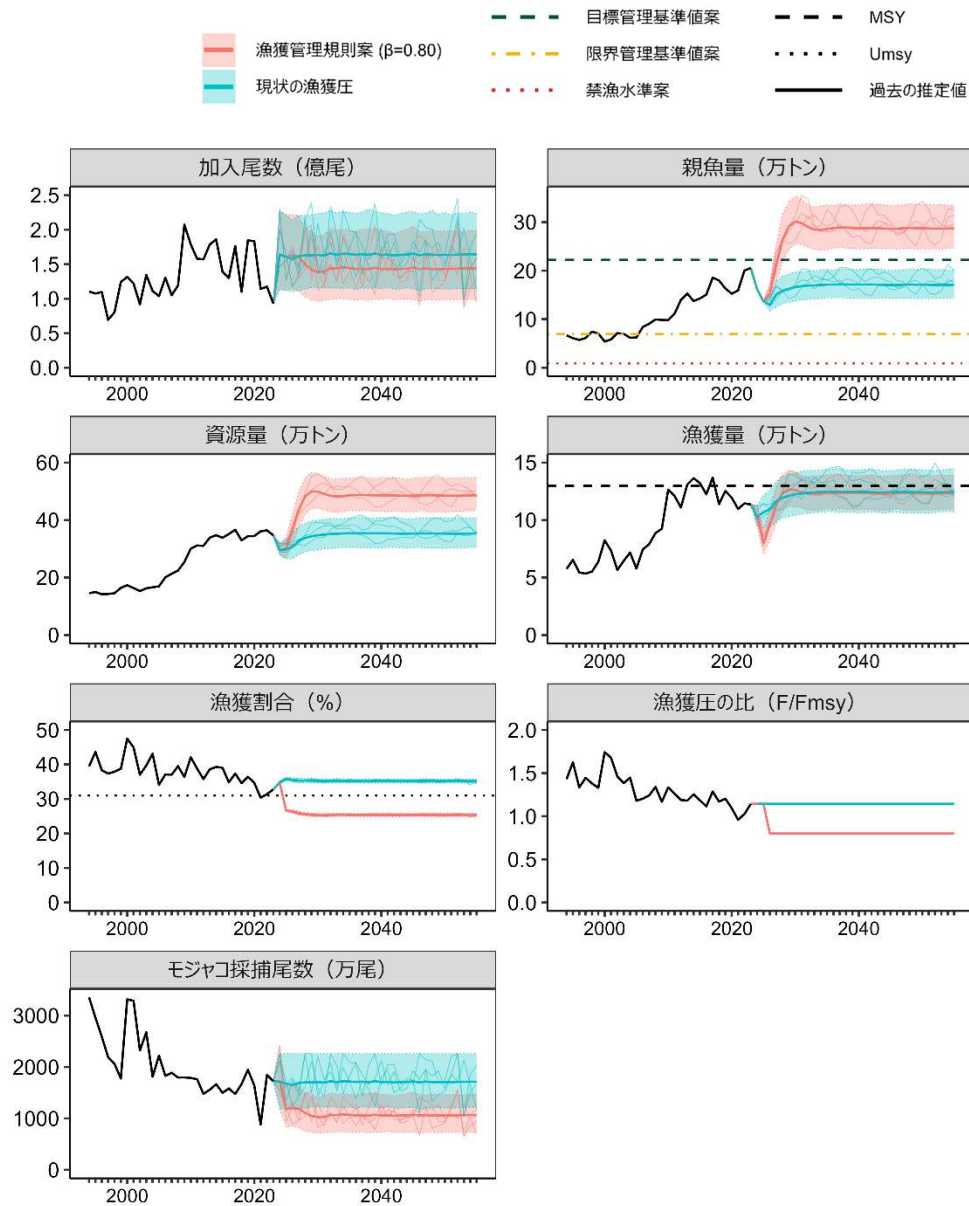 漁獲管理規則案 (β=0.80)
現状の漁獲圧
目標管理基準値案
限界管理基準値案
禁漁水準案
MSY
Umsy
過去の推定値
加入尾数（億尾）
2.5
2.0
1.5
1.0
0.5
0.0
2000 2020 2040
親魚量（万トン）
30
20
10
0
2000 2020 2040
資源量（万トン）
60
40
20
0
2000 2020 2040
漁獲量（万トン）
15
10
5
0
2000 2020 2040
漁獲割合（%）
50
40
30
20
10
0
2000 2020 2040
漁獲圧の比（F/Fmsy）
2.0
1.5
1.0
0.5
0.0
2000 2020 2040
モジャコ採捕尾数（万尾）
3000
2000
1000
0
2000 2020 2040